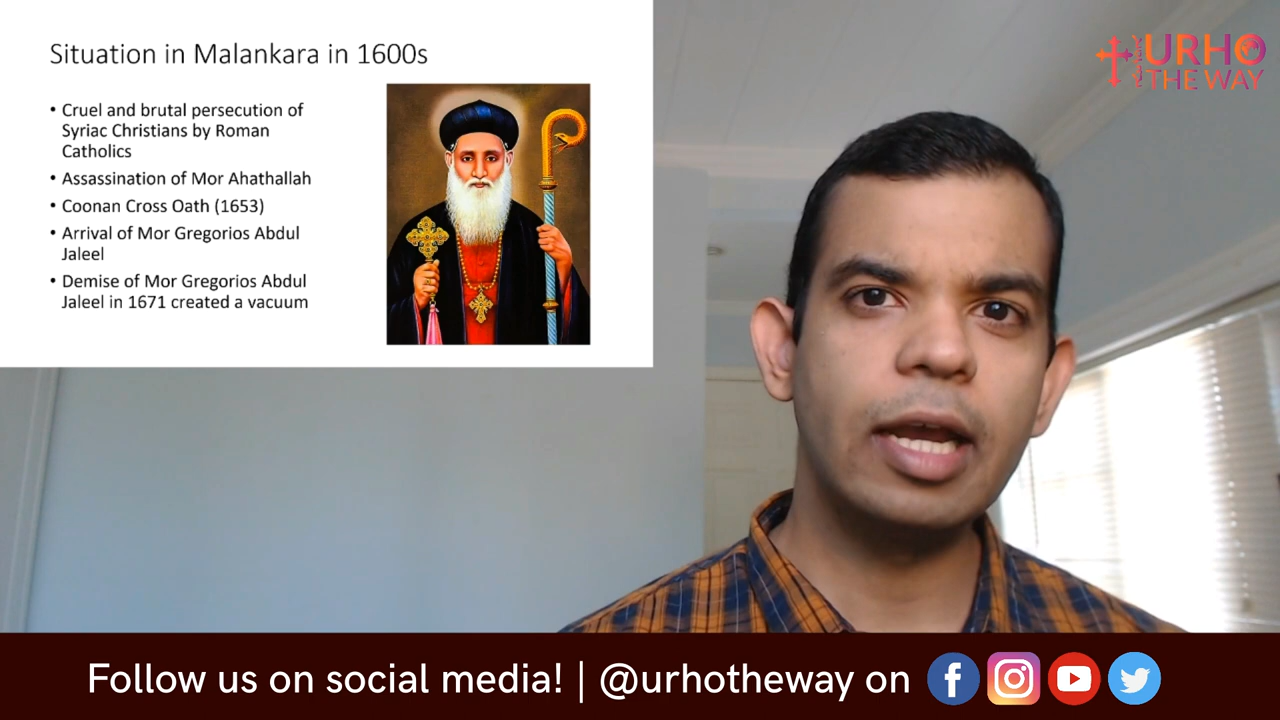 Situation in Malankara in 1600s
• Cruel and brutal persecution of
Syriac Christians by Roman
Catholics
• Assassination of Mor Ahathallah
• Coonan Cross Oath (1653)
• Arrival of Mor Gregorios Abdul
Jaleel
• Demise of Mor Gregorios Abdul
Jaleel in 1671 created a vacuum
URHO
THE WAY
Follow us on social media! | @urhotheway on